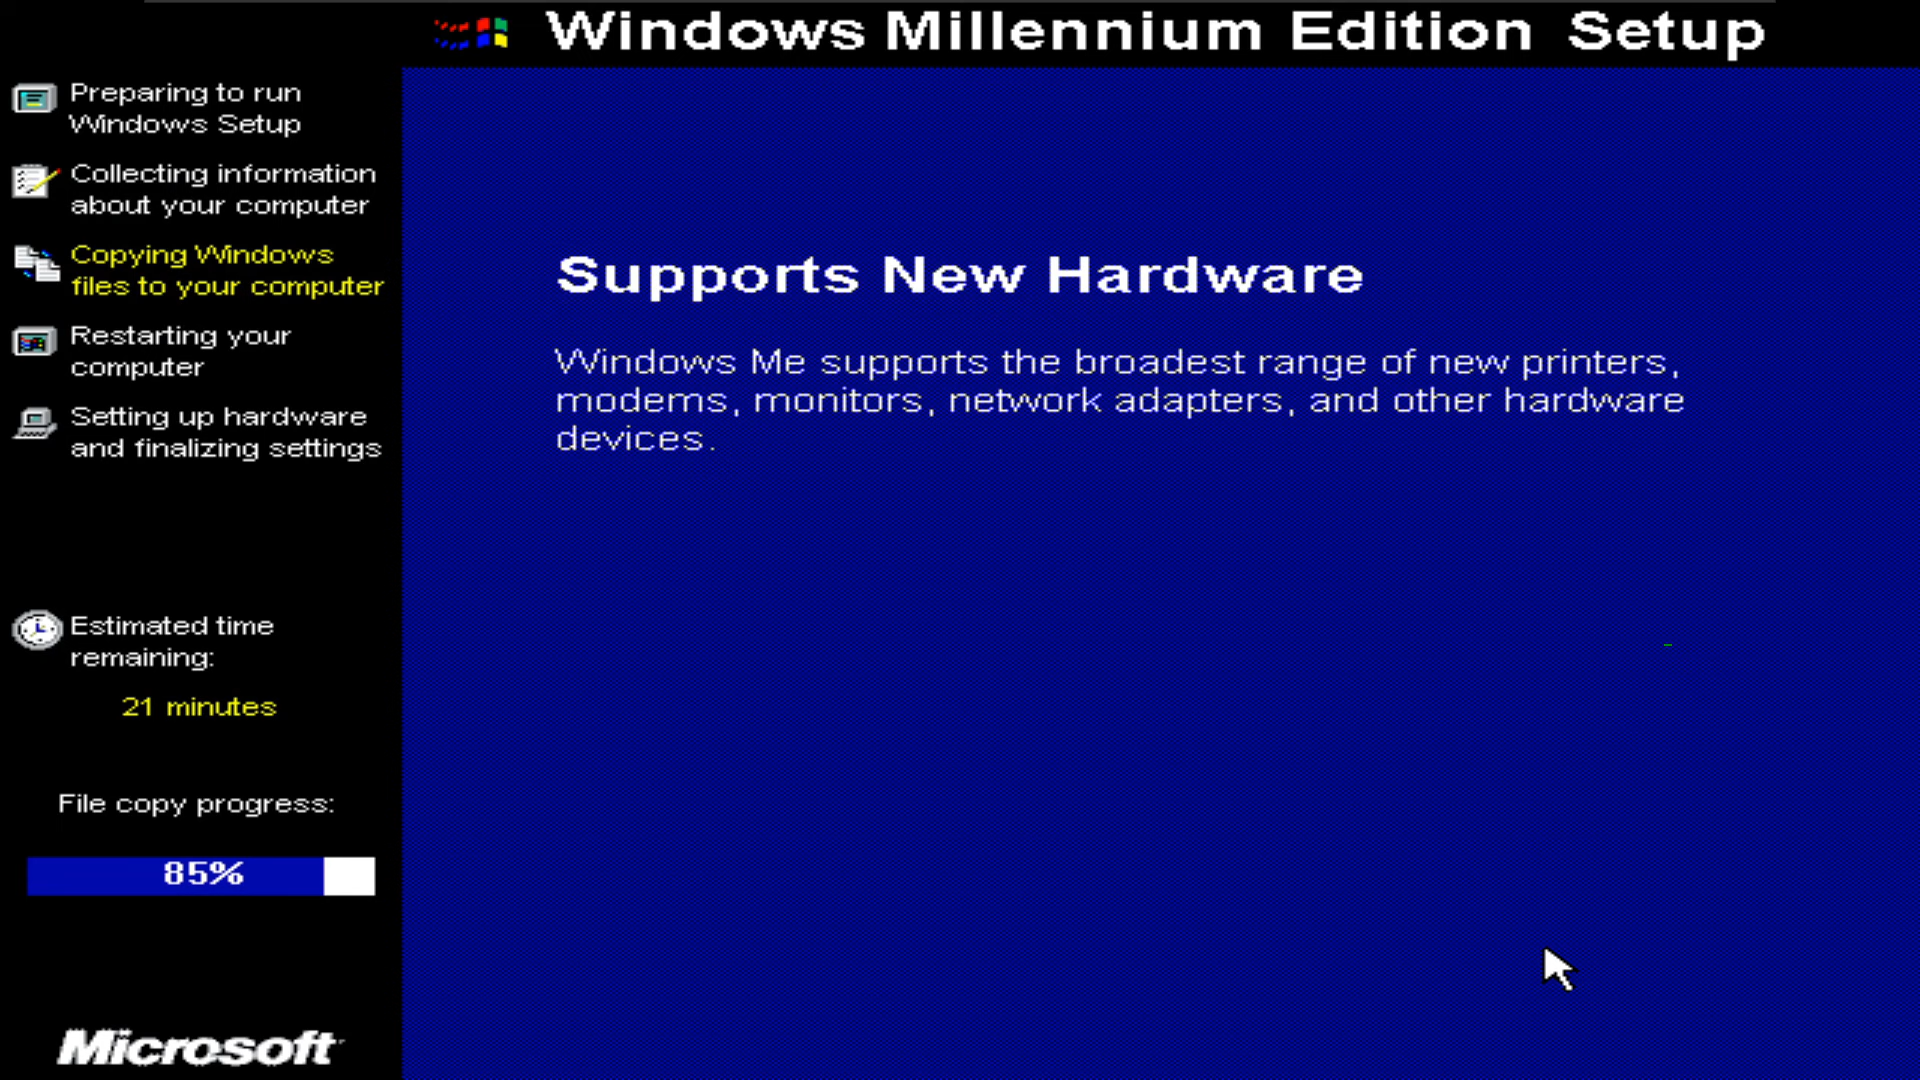 Windows Millennium Edition Setup
Preparing to run
Windows Setup
Collecting information
about your computer
Copying Windows
files to your computer
Restarting your
computer
Setting up hardware
and finalizing settings
Estimated time
remaining:
21 minutes
File copy progress:
85%
Microsoft
Supports New Hardware
Windows Me supports the broadest range of new printers,
modems, monitors, network adapters, and other hardware
devices.